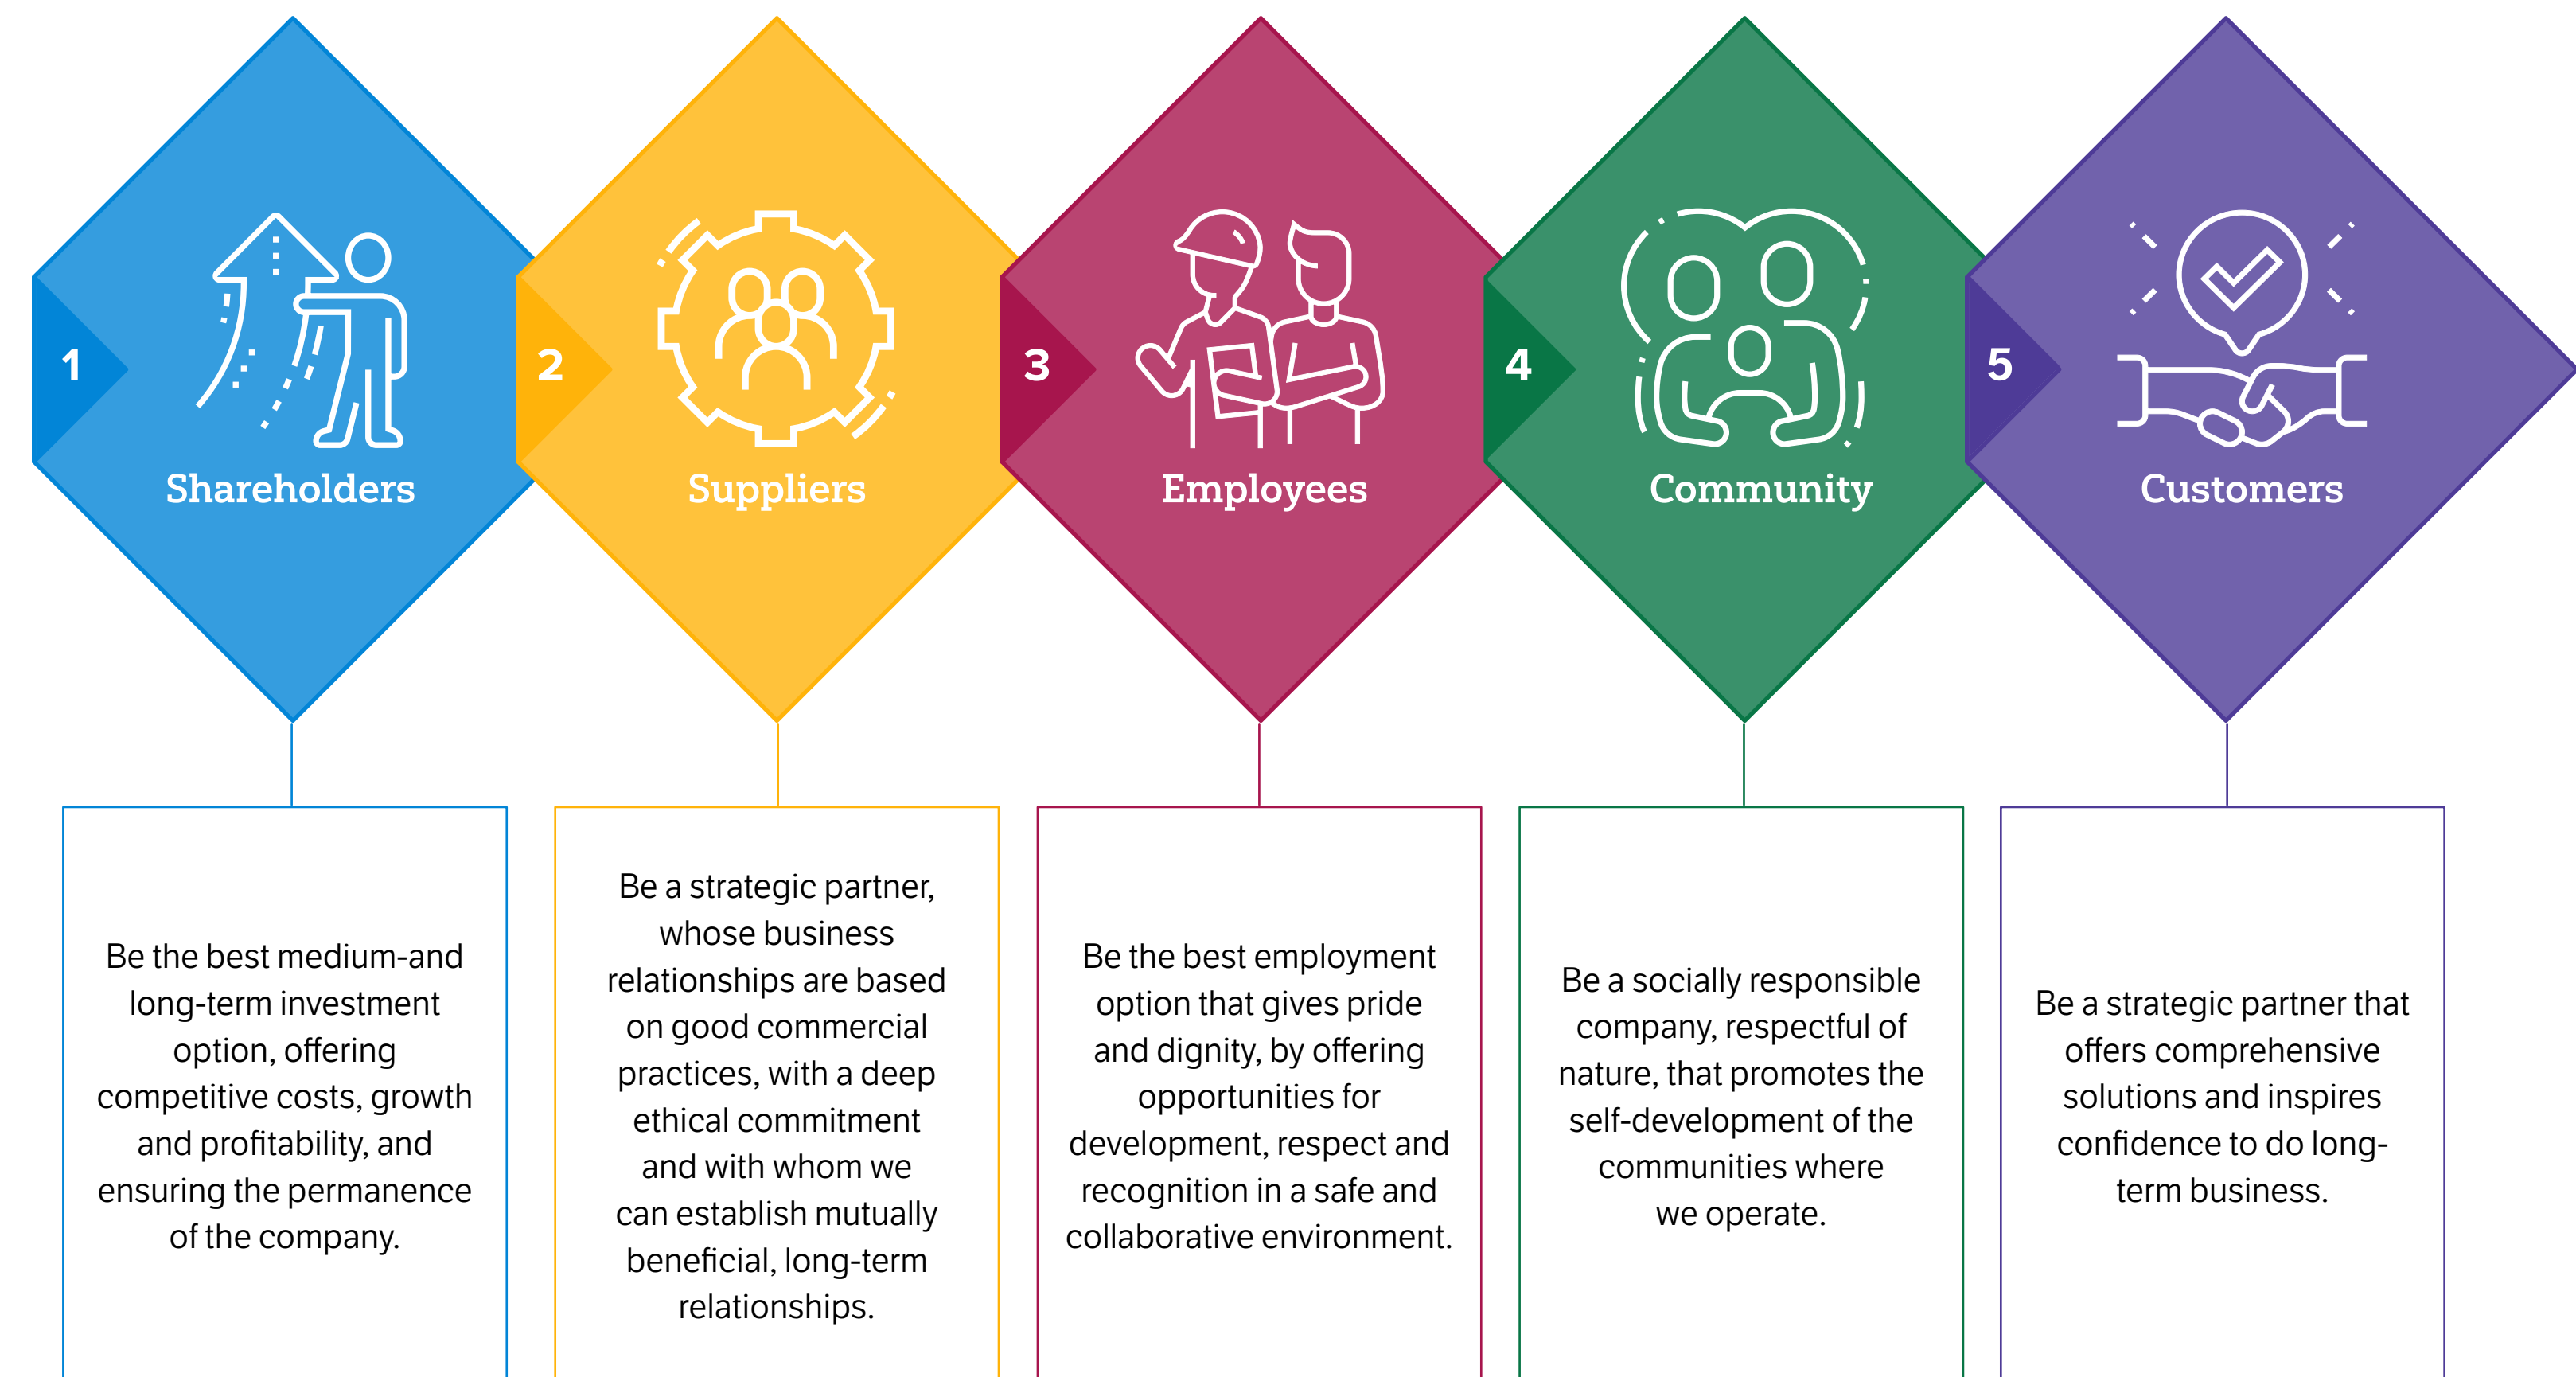 1
Shareholders
Be the best medium-and
long-term investment
option, offering
competitive costs, growth
and profitability, and
ensuring the permanence
of the company.
2
Suppliers
Be a strategic partner,
whose business
relationships are based
on good commercial
practices, with a deep
ethical commitment
and with whom we
can establish mutually
beneficial, long-term
relationships.
3
Employees
Be the best employment
option that gives pride
and dignity, by offering
opportunities for
development, respect and
recognition in a safe and
collaborative environment.
4
Community
Be a socially responsible
company, respectful of
nature, that promotes the
self-development of the
communities where
we operate.
5
Customers
Be a strategic partner that
offers comprehensive
solutions and inspires
confidence to do long-
term business.